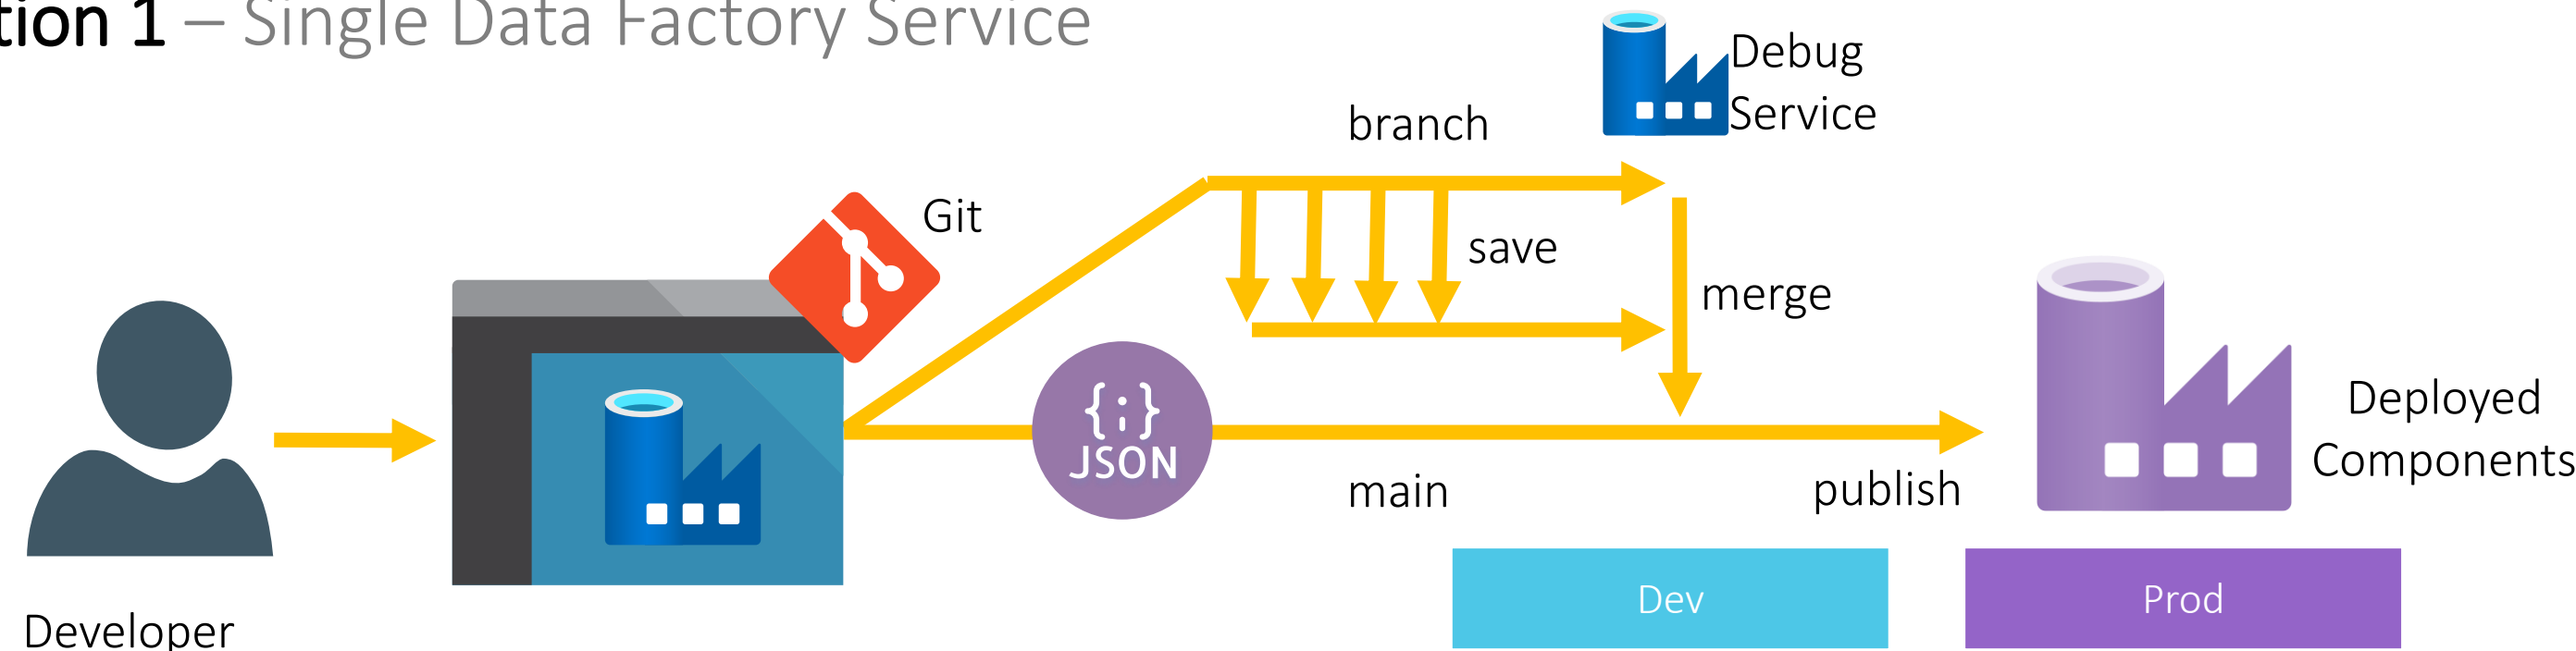 tion 1 – Single Data Factory Service
Debug
Service
branch
Git
save
merge
{;}
JSON
Deployed
Components
main
publish
Dev
Prod
Developer